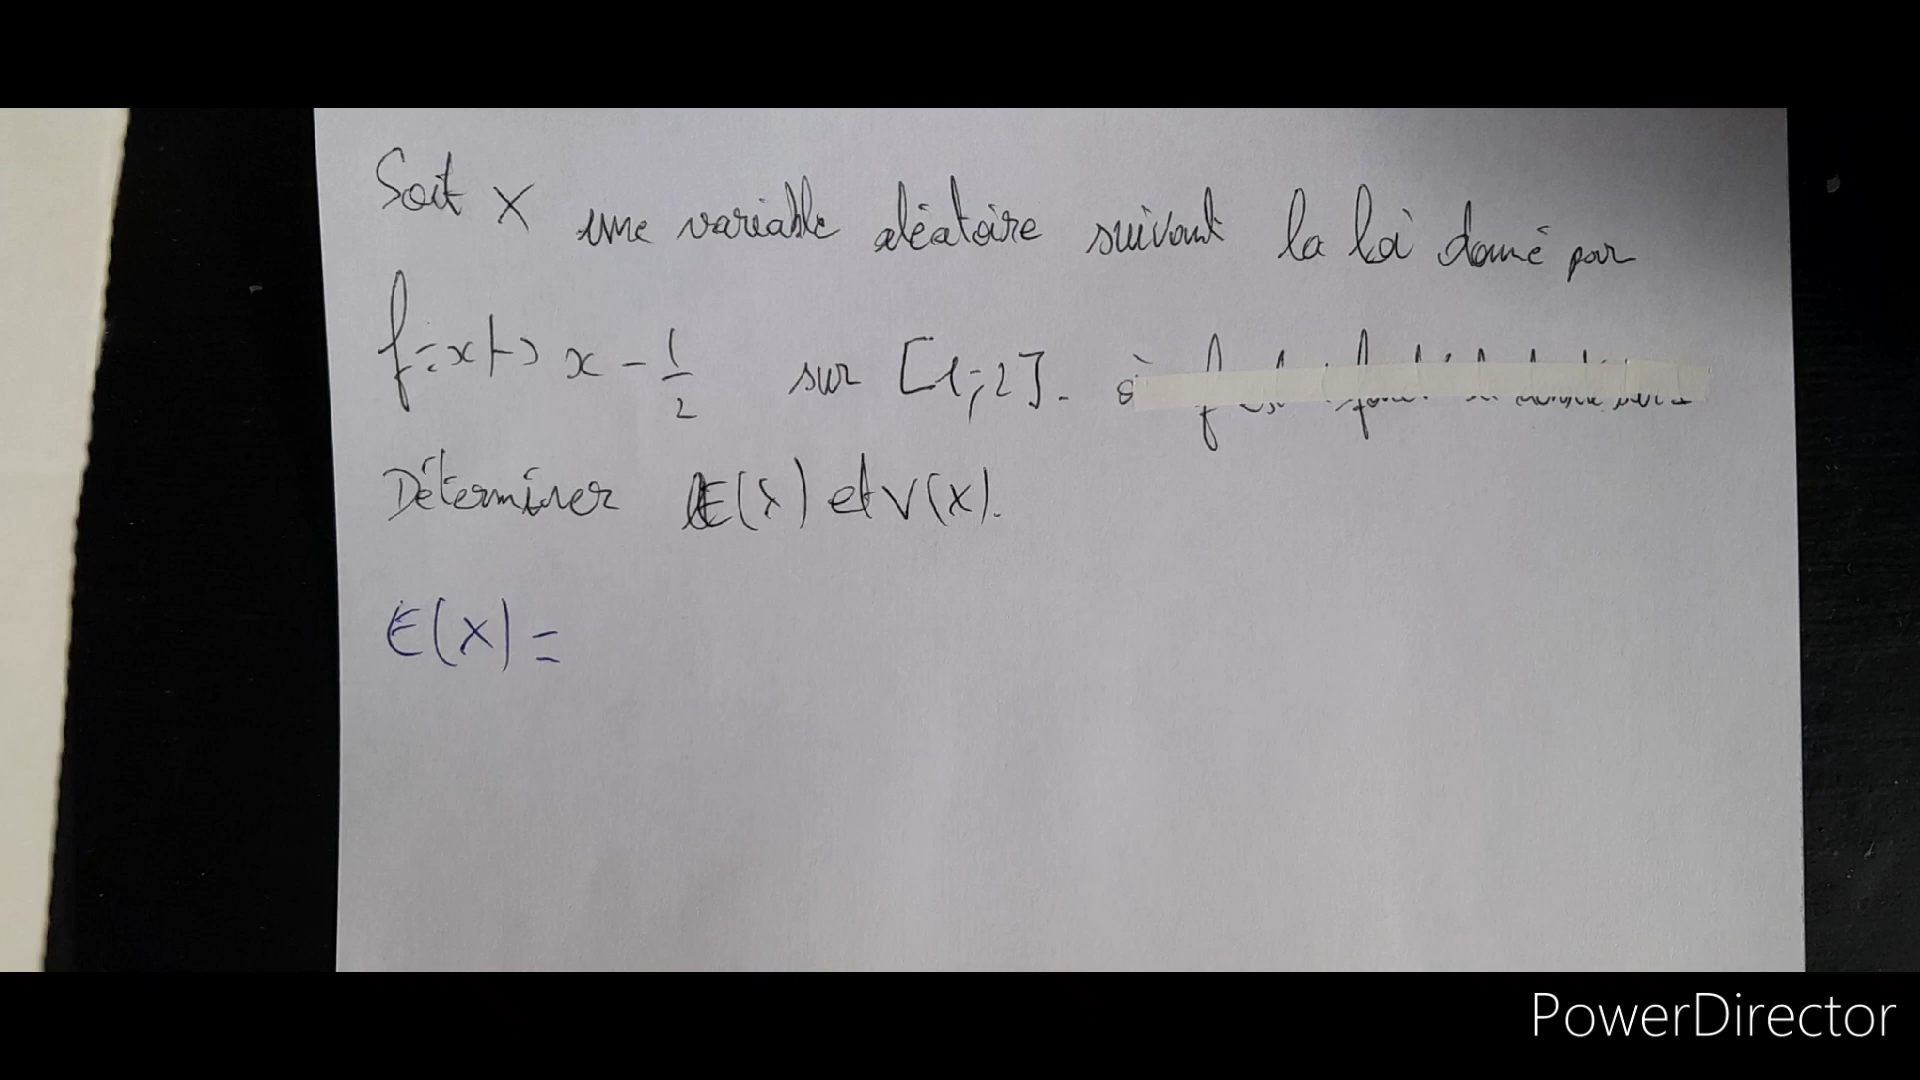 Soit X une variable aléatoire suivant la loi donné par
f : x ↦ x - 1/2 sur [1;2].
Déterminer E(X) et V(X).
E(X) =
PowerDirector